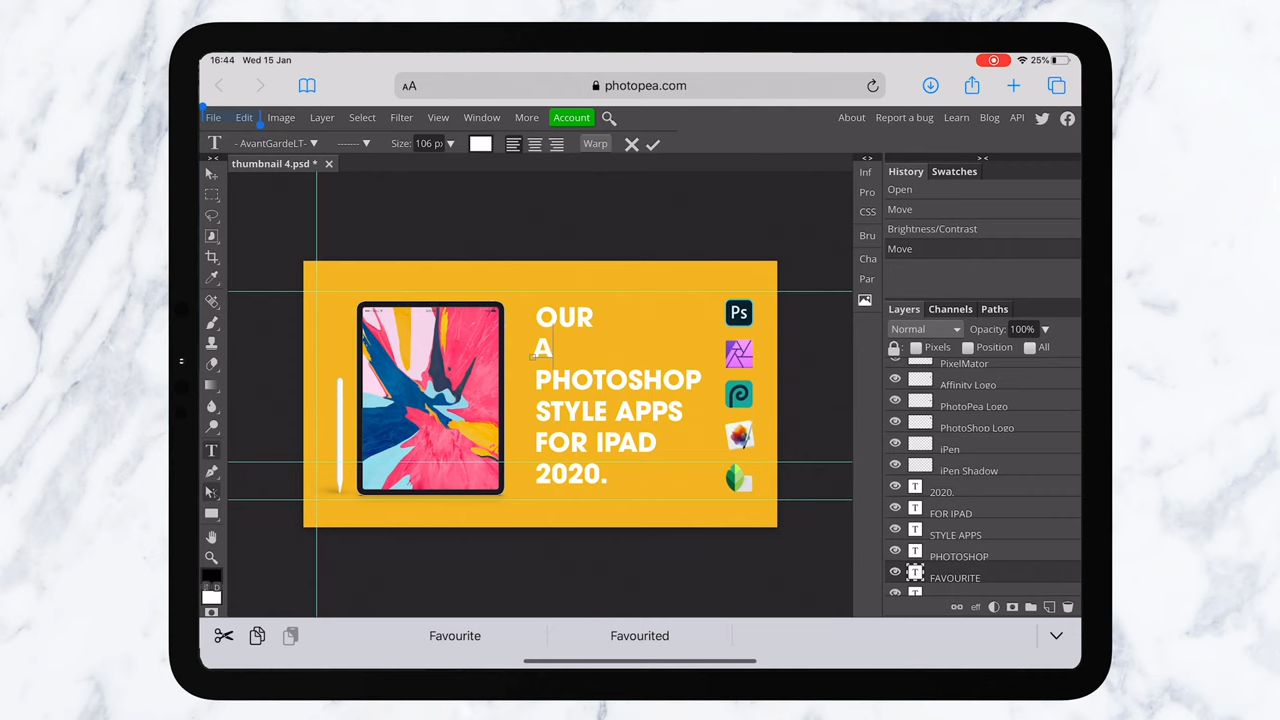 16:44 Wed 15 Jan 25%
AA photopea.com
File Edit Image Layer Select Filter View Window More Account About Report a bug Learn Blog API
T - AvantGardeLT- Size: 106 px Warp
thumbnail 4.psd *
Inf
Pro
CSS
Bru
Cha
Par
History Swatches
Open
Move
Brightness/Contrast
Move
OUR
A
PHOTOSHOP
STYLE APPS
FOR IPAD
2020.
Ps
Layers Channels Paths
Normal Opacity: 100%
Pixels Position All
PixelMator
Affinity Logo
PhotoPea Logo
PhotoShop Logo
iPen
iPen Shadow
T 2020.
T FOR IPAD
T STYLE APPS
T PHOTOSHOP
T FAVOURITE
eff
T
D
Favourite Favourited